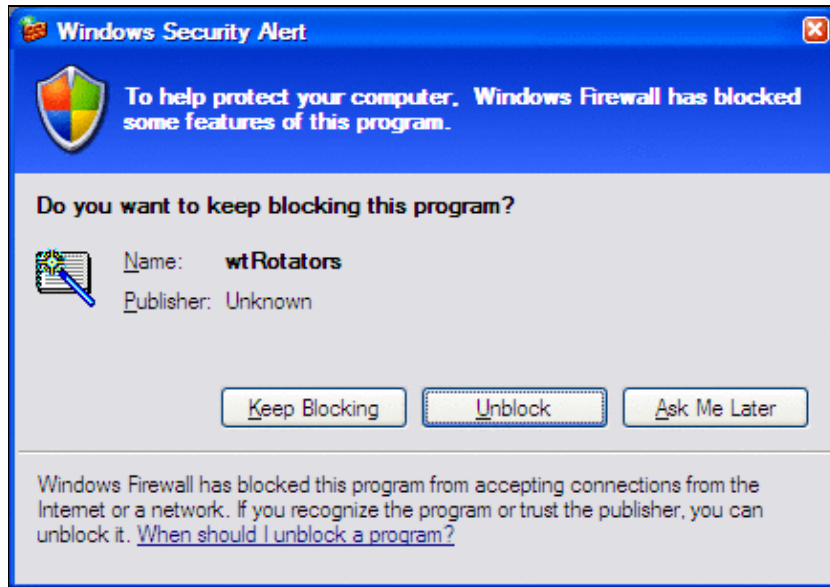 Windows Security Alert
To help protect your computer, Windows Firewall has blocked
some features of this program.
Do you want to keep blocking this program?
Name: wtRotators
Publisher: Unknown
Keep Blocking Unblock Ask Me Later
Windows Firewall has blocked this program from accepting connections from the
Internet or a network. If you recognize the program or trust the publisher, you can
unblock it. When should I unblock a program?